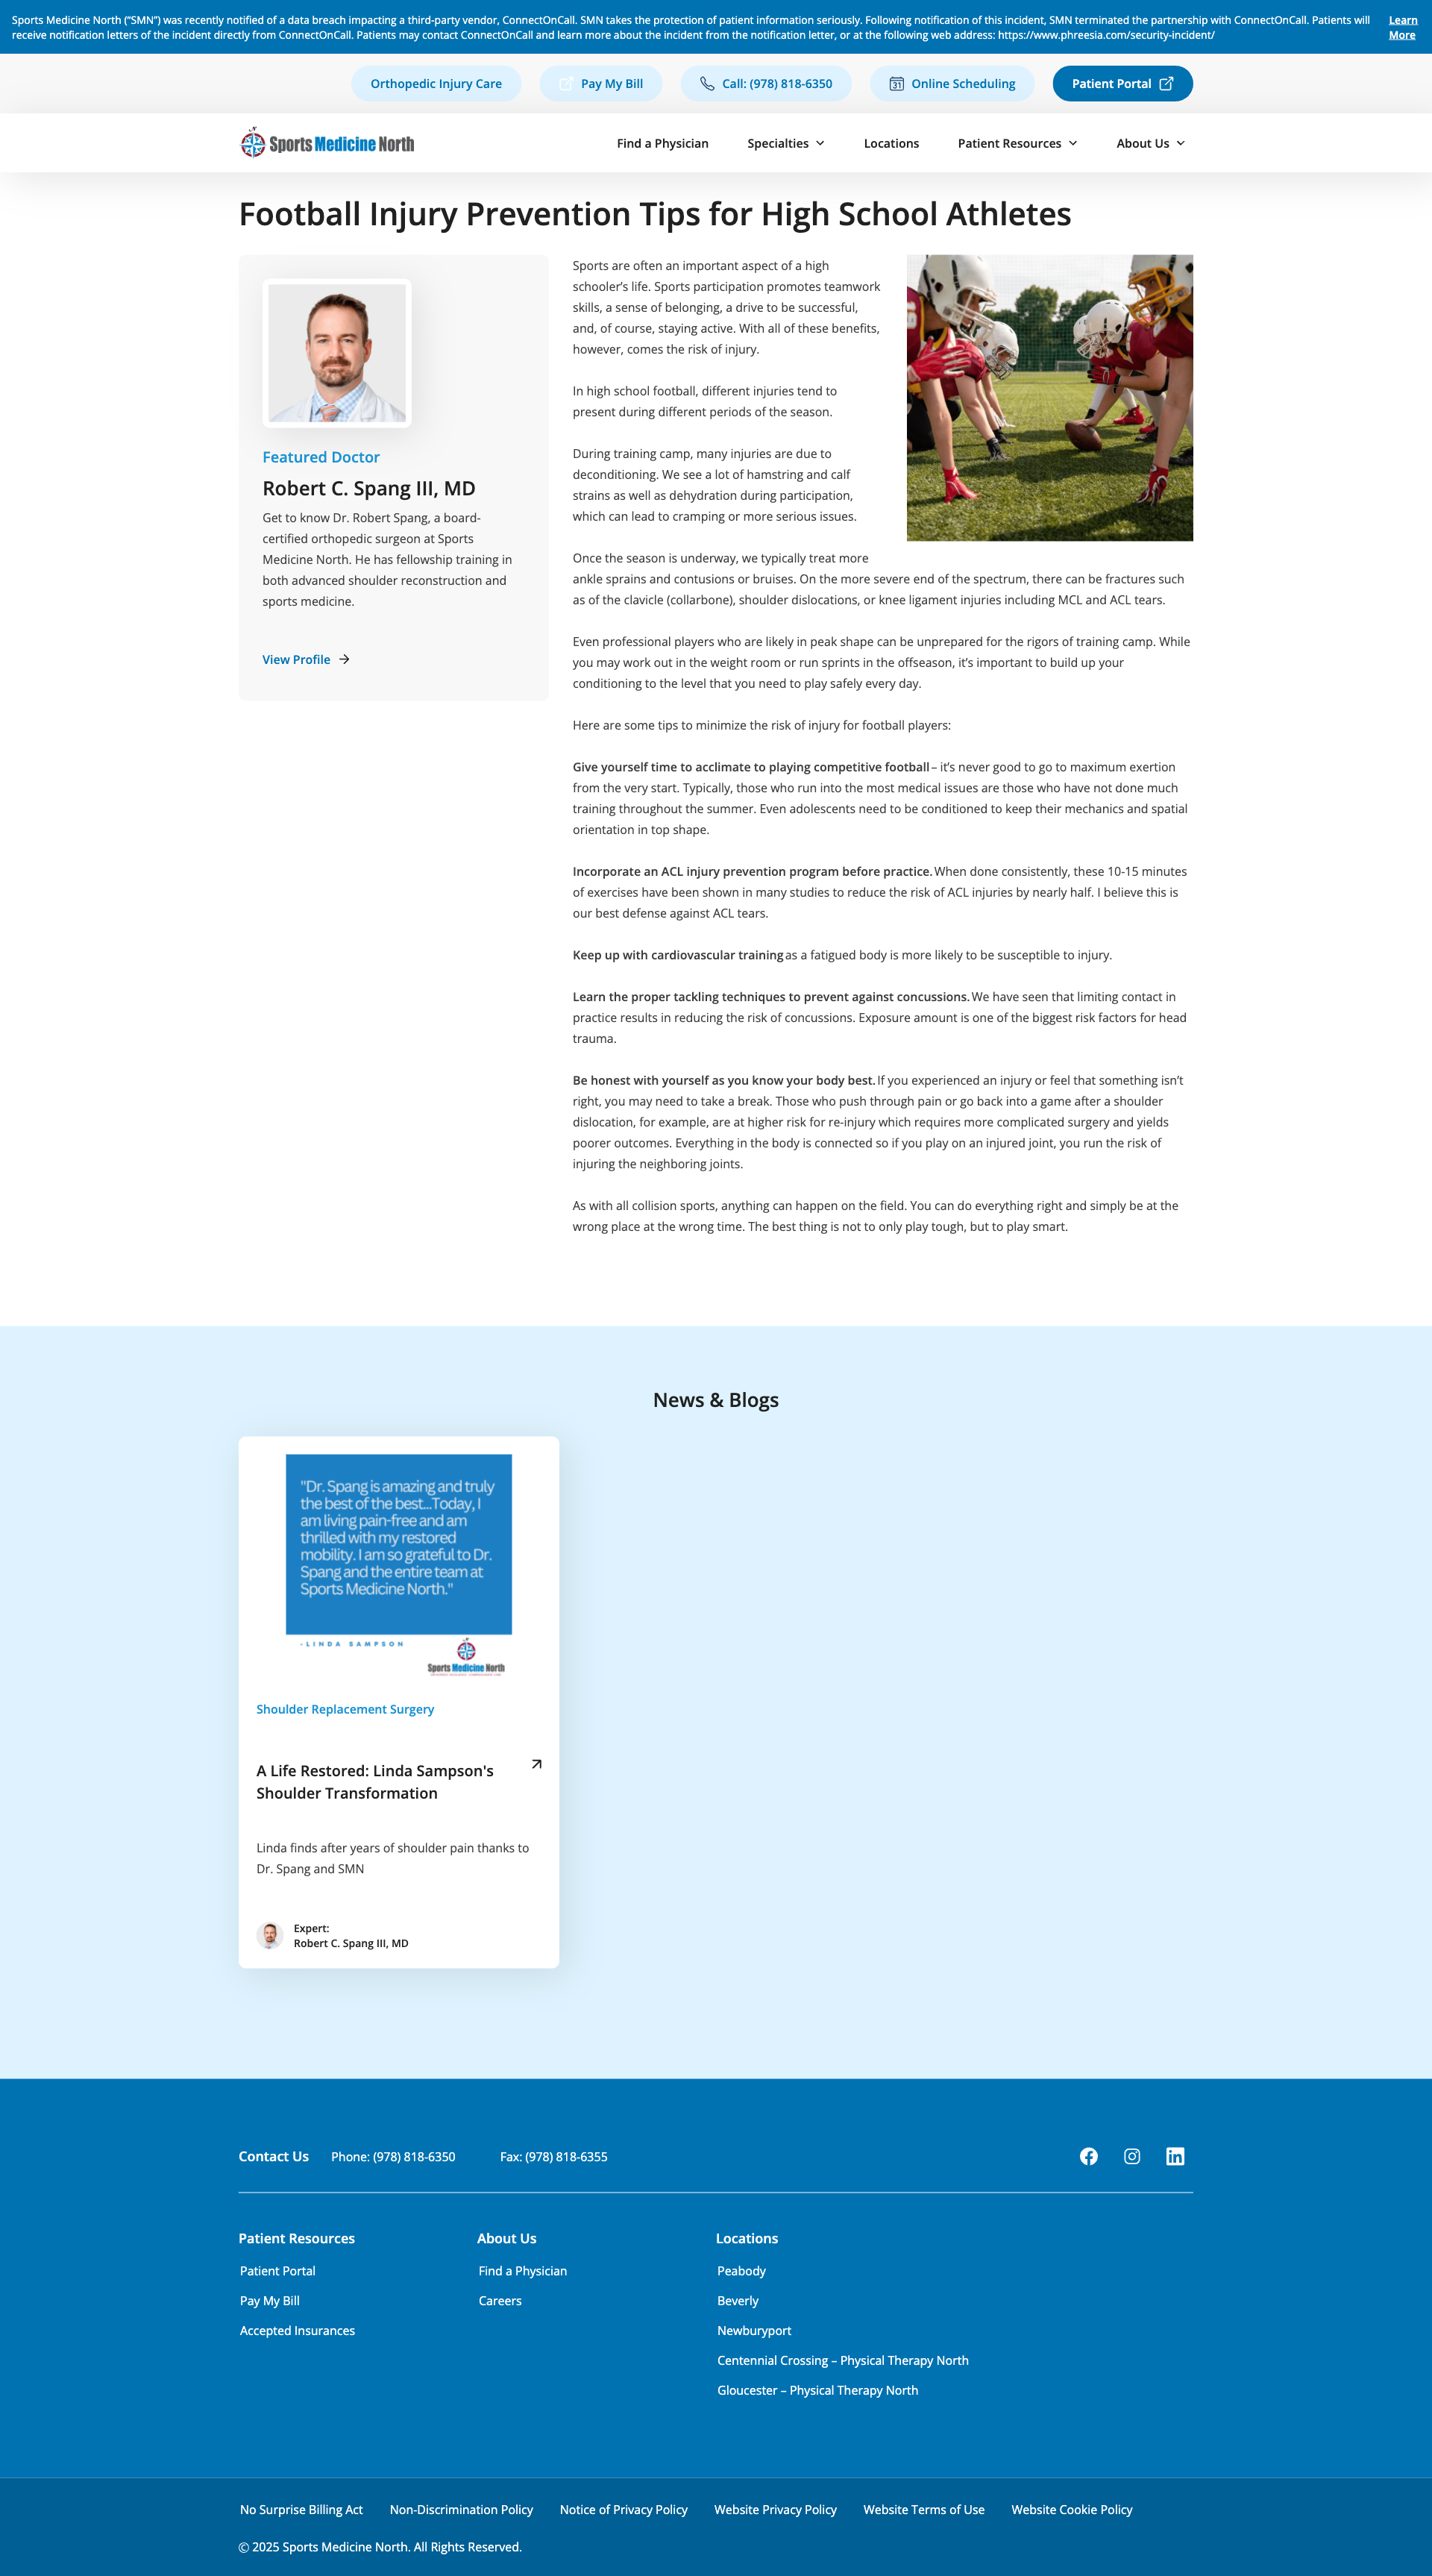 Sports Medicine North (“SMN”) was recently notified of a data breach impacting a third-party vendor, ConnectOnCall. SMN takes the protection of patient information seriously. Following notification of this incident, SMN terminated the partnership with ConnectOnCall. Patients will
receive notification letters of the incident directly from ConnectOnCall. Patients may contact ConnectOnCall and learn more about the incident from the notification letter, or at the following web address: https://www.phreesia.com/security-incident/
Learn
More
Orthopedic Injury Care
Pay My Bill
Call: (978) 818-6350
31
Online Scheduling
Patient Portal
N
Sports Medicine North
Find a Physician
Specialties
Locations
Patient Resources
About Us
Football Injury Prevention Tips for High School Athletes
Featured Doctor
Robert C. Spang III, MD
Get to know Dr. Robert Spang, a board-
certified orthopedic surgeon at Sports
Medicine North. He has fellowship training in
both advanced shoulder reconstruction and
sports medicine.
View Profile
Sports are often an important aspect of a high
schooler’s life. Sports participation promotes teamwork
skills, a sense of belonging, a drive to be successful,
and, of course, staying active. With all of these benefits,
however, comes the risk of injury.
In high school football, different injuries tend to
present during different periods of the season.
During training camp, many injuries are due to
deconditioning. We see a lot of hamstring and calf
strains as well as dehydration during participation,
which can lead to cramping or more serious issues.
Once the season is underway, we typically treat more
ankle sprains and contusions or bruises. On the more severe end of the spectrum, there can be fractures such
as of the clavicle (collarbone), shoulder dislocations, or knee ligament injuries including MCL and ACL tears.
Even professional players who are likely in peak shape can be unprepared for the rigors of training camp. While
you may work out in the weight room or run sprints in the offseason, it’s important to build up your
conditioning to the level that you need to play safely every day.
Here are some tips to minimize the risk of injury for football players:
Give yourself time to acclimate to playing competitive football – it’s never good to go to maximum exertion
from the very start. Typically, those who run into the most medical issues are those who have not done much
training throughout the summer. Even adolescents need to be conditioned to keep their mechanics and spatial
orientation in top shape.
Incorporate an ACL injury prevention program before practice. When done consistently, these 10-15 minutes
of exercises have been shown in many studies to reduce the risk of ACL injuries by nearly half. I believe this is
our best defense against ACL tears.
Keep up with cardiovascular training as a fatigued body is more likely to be susceptible to injury.
Learn the proper tackling techniques to prevent against concussions. We have seen that limiting contact in
practice results in reducing the risk of concussions. Exposure amount is one of the biggest risk factors for head
trauma.
Be honest with yourself as you know your body best. If you experienced an injury or feel that something isn’t
right, you may need to take a break. Those who push through pain or go back into a game after a shoulder
dislocation, for example, are at higher risk for re-injury which requires more complicated surgery and yields
poorer outcomes. Everything in the body is connected so if you play on an injured joint, you run the risk of
injuring the neighboring joints.
As with all collision sports, anything can happen on the field. You can do everything right and simply be at the
wrong place at the wrong time. The best thing is not to only play tough, but to play smart.
News & Blogs
"Dr. Spang is amazing and truly
the best of the best...Today, I
am living pain-free and am
thrilled with my restored
mobility. I am so grateful to Dr.
Spang and the entire team at
Sports Medicine North."
-LINDA SAMPSON
Sports Medicine North
Shoulder Replacement Surgery
A Life Restored: Linda Sampson's
Shoulder Transformation
Linda finds after years of shoulder pain thanks to
Dr. Spang and SMN
Expert:
Robert C. Spang III, MD
Contact Us
Phone: (978) 818-6350
Fax: (978) 818-6355
Patient Resources
Patient Portal
Pay My Bill
Accepted Insurances
About Us
Find a Physician
Careers
Locations
Peabody
Beverly
Newburyport
Centennial Crossing – Physical Therapy North
Gloucester – Physical Therapy North
No Surprise Billing Act
Non-Discrimination Policy
Notice of Privacy Policy
Website Privacy Policy
Website Terms of Use
Website Cookie Policy
© 2025 Sports Medicine North. All Rights Reserved.